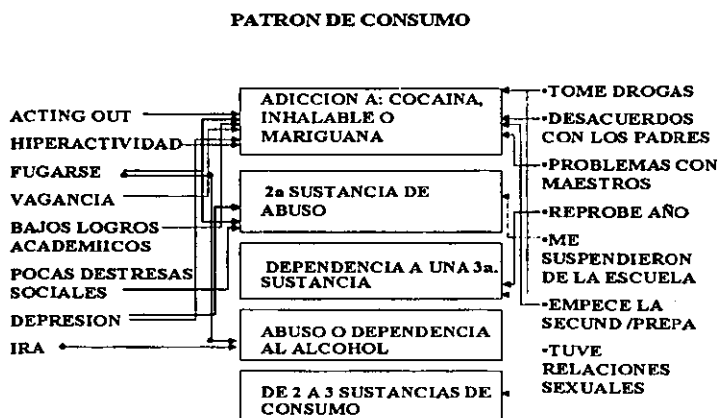 PATRON DE CONSUMO
ACTING OUT
HIPERACTIVIDAD
FUGARSE
VAGANCIA
BAJOS LOGROS
ACADEMIICOS
POCAS DESTRESAS
SOCIALES
DEPRESION
IRA
ADICCION A: COCAINA,
INHALABLE O
MARIGUANA
2a SUSTANCIA DE
ABUSO
DEPENDENCIA A UNA 3a.
SUSTANCIA
ABUSO O DEPENDENCIA
AL ALCOHOL
DE 2 A 3 SUSTANCIAS DE
CONSUMO
•TOME DROGAS
•DESACUERDOS
CON LOS PADRES
•PROBLEMAS CON
MAESTROS
•REPROBE AÑO
•ME
SUSPENDIERON
DE LA ESCUELA
•EMPECE LA
SECUND /PREPA
•TUVE
RELACIONES
SEXUALES